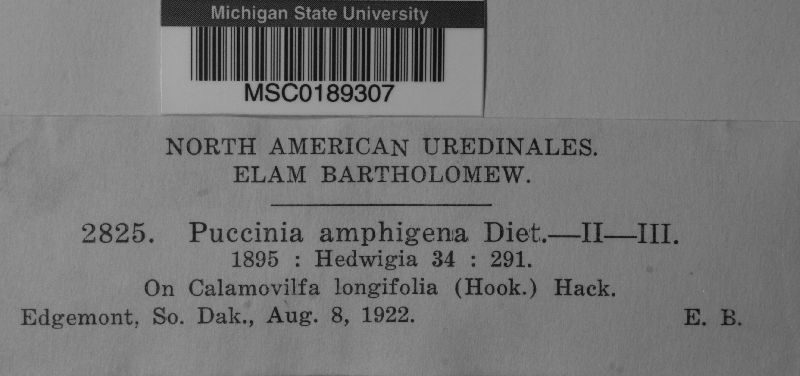 Michigan State University
MSC0189307
NORTH AMERICAN UREDINALES.
ELAM BARTHOLOMEW.
2825. Puccinia amphigena Diet.—II—III.
1895 : Hedwigia 34 : 291.
On Calamovilfa longifolia (Hook.) Hack.
Edgemont, So. Dak., Aug. 8, 1922. E. B.